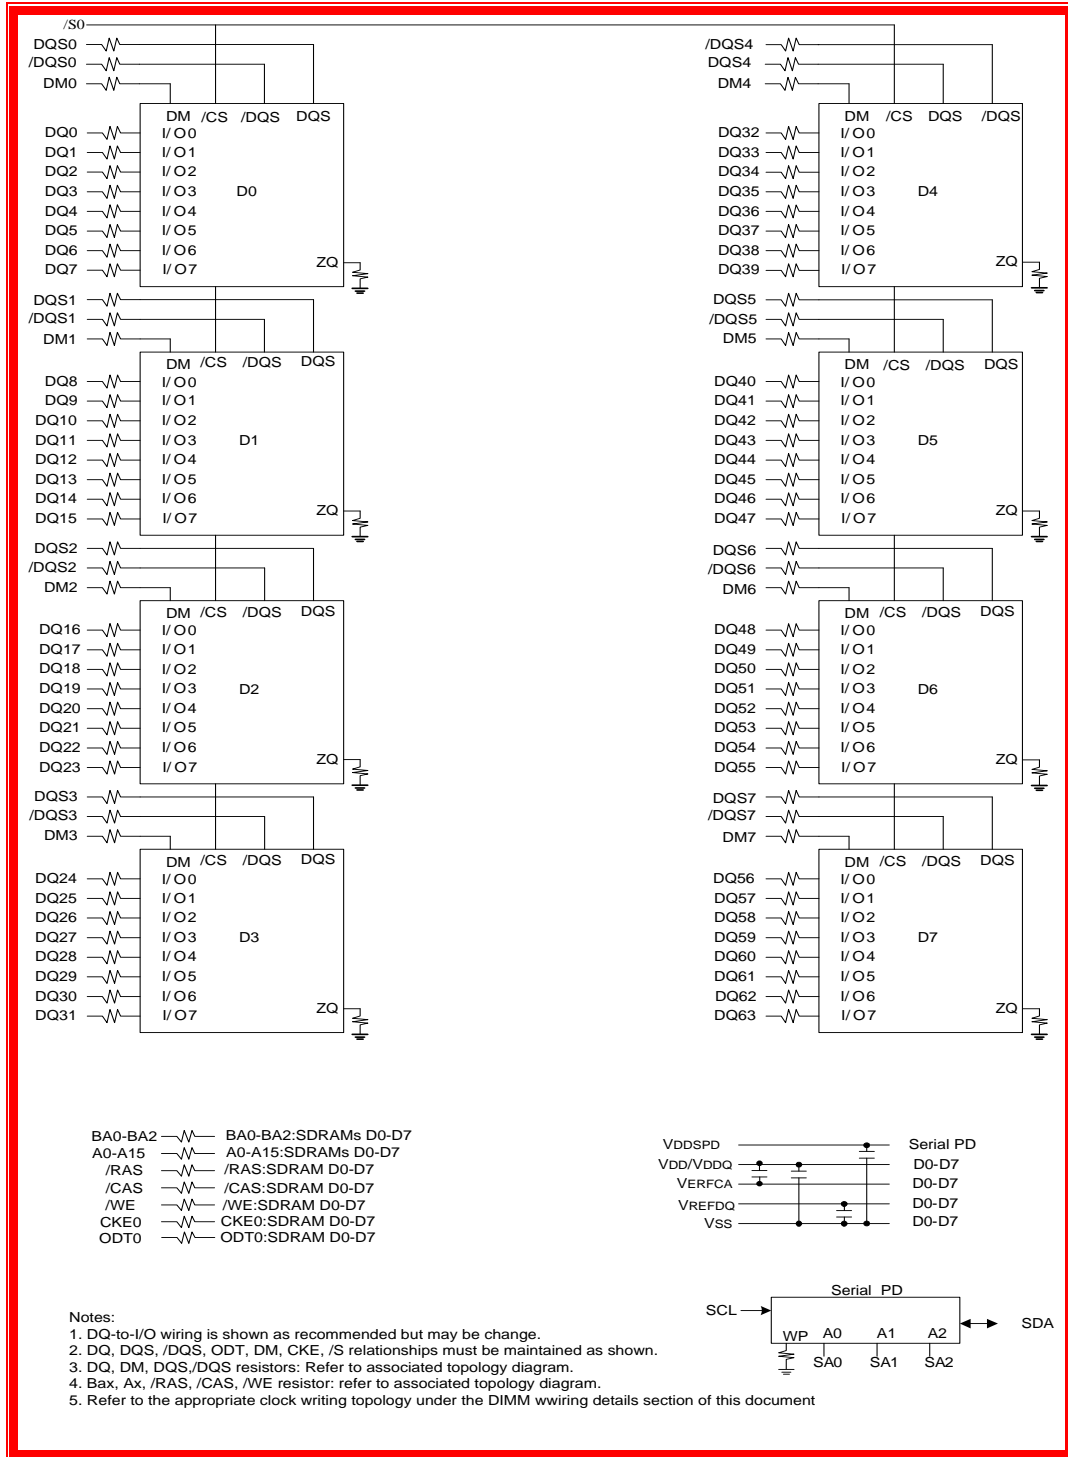 /S0
DQS0
/DQS0
DM0
DM /CS /DQS DQS
DQ0 I/O0
DQ1 I/O1
DQ2 I/O2
DQ3 I/O3 D0
DQ4 I/O4
DQ5 I/O5
DQ6 I/O6
DQ7 I/O7
ZQ
DQS1
/DQS1
DM1
DM /CS /DQS DQS
DQ8 I/O0
DQ9 I/O1
DQ10 I/O2
DQ11 I/O3 D1
DQ12 I/O4
DQ13 I/O5
DQ14 I/O6
DQ15 I/O7
ZQ
DQS2
/DQS2
DM2
DM /CS /DQS DQS
DQ16 I/O0
DQ17 I/O1
DQ18 I/O2
DQ19 I/O3 D2
DQ20 I/O4
DQ21 I/O5
DQ22 I/O6
DQ23 I/O7
ZQ
DQS3
/DQS3
DM3
DM /CS /DQS DQS
DQ24 I/O0
DQ25 I/O1
DQ26 I/O2
DQ27 I/O3 D3
DQ28 I/O4
DQ29 I/O5
DQ30 I/O6
DQ31 I/O7
ZQ
/DQS4
DQS4
DM4
DM /CS DQS /DQS
DQ32 I/O0
DQ33 I/O1
DQ34 I/O2
DQ35 I/O3 D4
DQ36 I/O4
DQ37 I/O5
DQ38 I/O6
DQ39 I/O7
ZQ
DQS5
/DQS5
DM5
DM /CS /DQS DQS
DQ40 I/O0
DQ41 I/O1
DQ42 I/O2
DQ43 I/O3 D5
DQ44 I/O4
DQ45 I/O5
DQ46 I/O6
DQ47 I/O7
ZQ
DQS6
/DQS6
DM6
DM /CS /DQS DQS
DQ48 I/O0
DQ49 I/O1
DQ50 I/O2
DQ51 I/O3 D6
DQ52 I/O4
DQ53 I/O5
DQ54 I/O6
DQ55 I/O7
ZQ
DQS7
/DQS7
DM7
DM /CS /DQS DQS
DQ56 I/O0
DQ57 I/O1
DQ58 I/O2
DQ59 I/O3 D7
DQ60 I/O4
DQ61 I/O5
DQ62 I/O6
DQ63 I/O7
ZQ
BA0-BA2 BA0-BA2:SDRAMs D0-D7
A0-A15 A0-A15:SDRAMs D0-D7
/RAS /RAS:SDRAM D0-D7
/CAS /CAS:SDRAM D0-D7
/WE /WE:SDRAM D0-D7
CKE0 CKE0:SDRAM D0-D7
ODT0 ODT0:SDRAM D0-D7
VDDSPD Serial PD
VDD/VDDQ D0-D7
VERFCA D0-D7
VREFDQ D0-D7
VSS D0-D7
Serial PD
SCL SDA
WP A0 A1 A2
SA0 SA1 SA2
Notes:
1. DQ-to-I/O wiring is shown as recommended but may be change.
2. DQ, DQS, /DQS, ODT, DM, CKE, /S relationships must be maintained as shown.
3. DQ, DM, DQS,/DQS resistors: Refer to associated topology diagram.
4. Bax, Ax, /RAS, /CAS, /WE resistor: refer to associated topology diagram.
5. Refer to the appropriate clock writing topology under the DIMM wwiring details section of this document